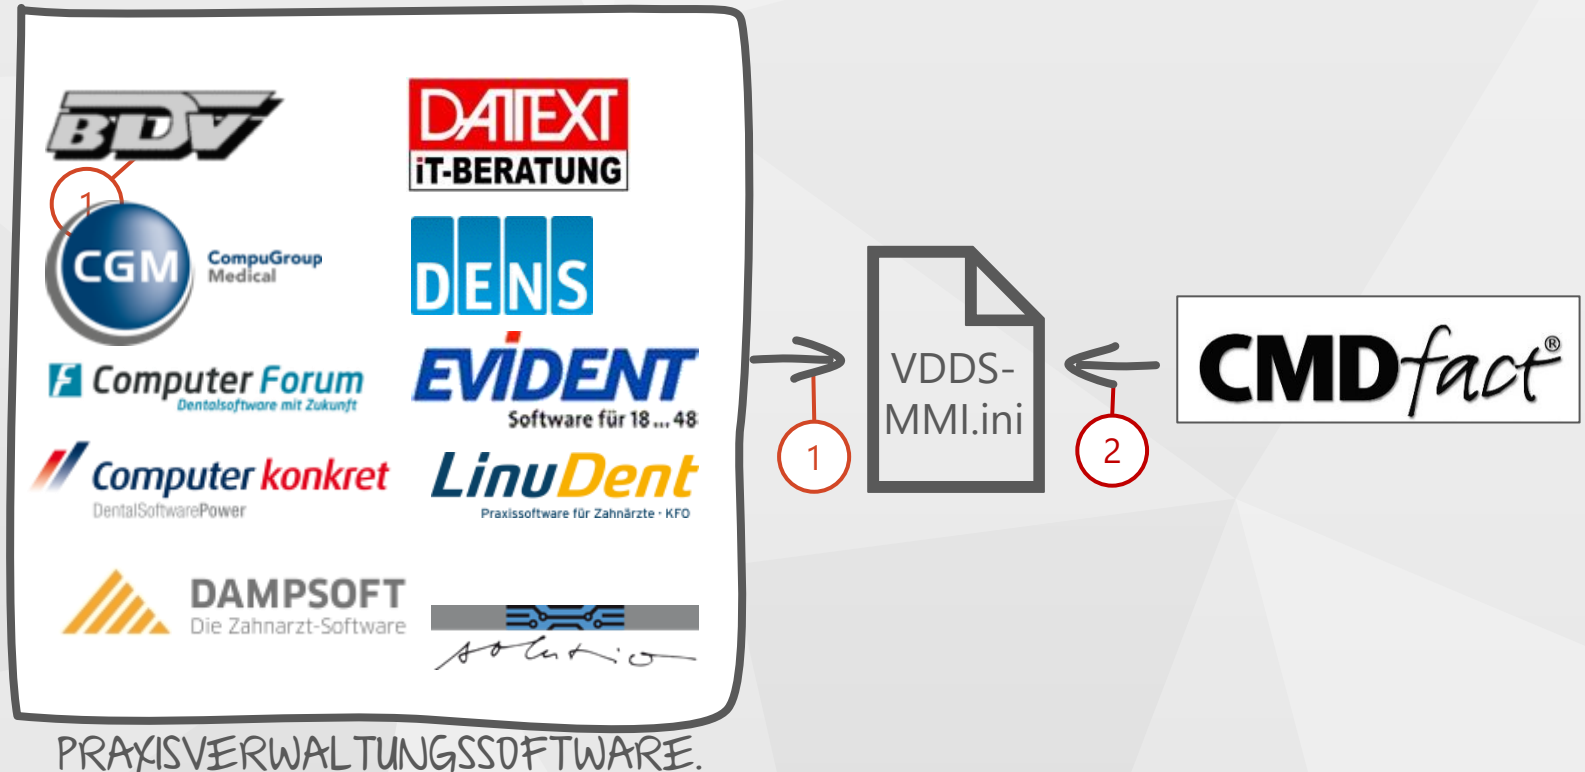 BDV
1
CGM
CompuGroup
Medical
Computer Forum
Dentalsoftware mit Zukunft
Computer konkret
DentalSoftwarePower
DAMPSOFT
Die Zahnarzt-Software
DATEXT
iT-BERATUNG
DENS
EVIDENT
Software für 18 ... 48
LinuDent
Praxissoftware für Zahnärzte · KFO
solutio
PRAXISVERWALTUNGSSOFTWARE.
1
VDDS-
MMI.ini
2
CMDfact®